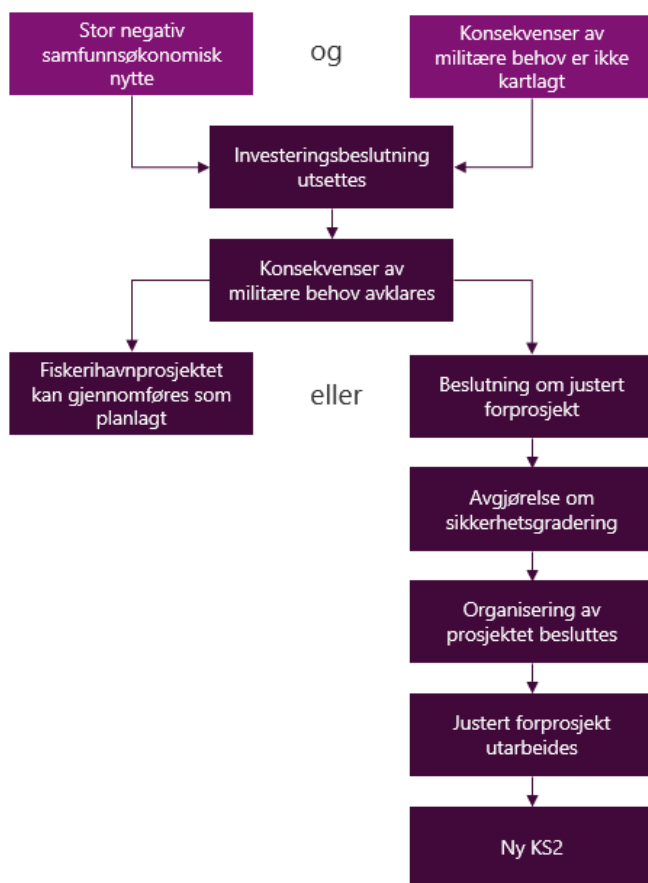 Stor negativ
samfunnsøkonomisk
nytte
og
Konsekvenser av
militære behov er ikke
kartlagt
Investeringsbeslutning
utsettes
Konsekvenser av
militære behov avklares
Fiskerihavnprosjektet
kan gjennomføres som
planlagt
eller
Beslutning om justert
forprosjekt
Avgjørelse om
sikkerhetsgradering
Organisering av
prosjektet besluttes
Justert forprosjekt
utarbeides
Ny KS2